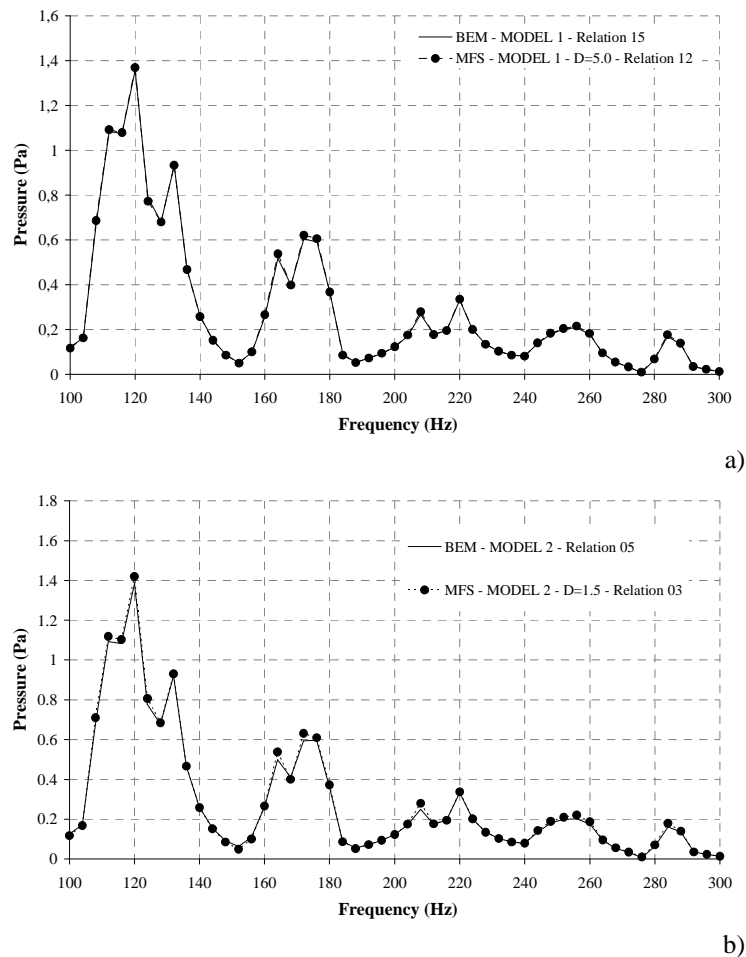 BEM - MODEL 1 - Relation 15
MFS - MODEL 1 - D=5.0 - Relation 12
1,6
1,4
1,2
1
0,8
0,6
0,4
0,2
0
Pressure (Pa)
100 120 140 160 180 200 220 240 260 280 300
Frequency (Hz)
a)
BEM - MODEL 2 - Relation 05
MFS - MODEL 2 - D=1.5 - Relation 03
1.8
1.6
1.4
1.2
1
0.8
0.6
0.4
0.2
0
Pressure (Pa)
100 120 140 160 180 200 220 240 260 280 300
Frequency (Hz)
b)